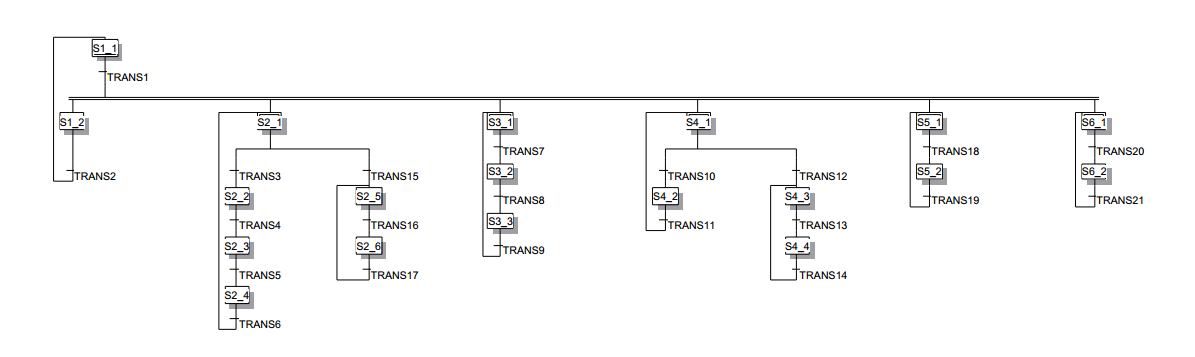 S1_1
TRANS1
S1_2
S2_1
S3_1
S4_1
S5_1
S6_1
TRANS7
TRANS18
TRANS20
TRANS2
TRANS3
TRANS15
S3_2
TRANS10
TRANS12
S5_2
S6_2
S2_2
S2_5
TRANS8
S4_2
S4_3
TRANS19
TRANS21
TRANS4
TRANS16
S3_3
TRANS11
TRANS13
S2_3
S2_6
TRANS9
S4_4
TRANS5
TRANS17
TRANS14
S2_4
TRANS6